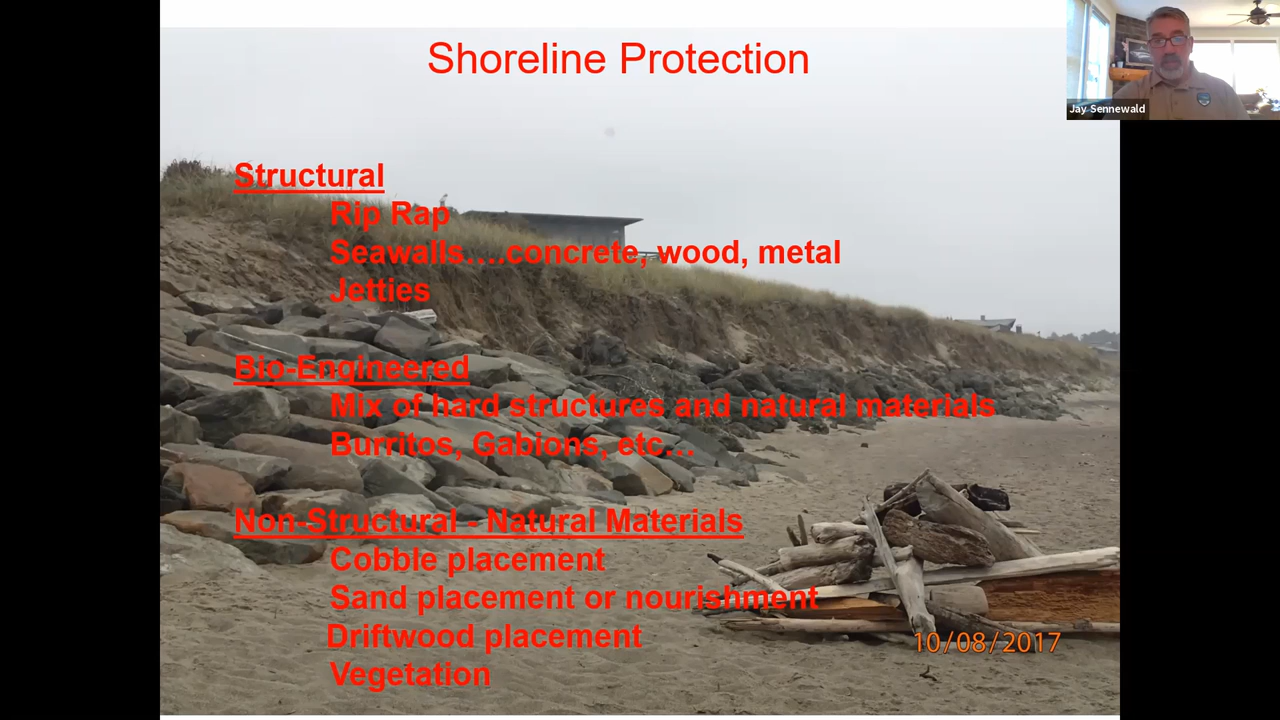 Shoreline Protection
Jay Sennewald
Structural
Rip Rap
Seawalls….concrete, wood, metal
Jetties
Bio-Engineered
Mix of hard structures and natural materials
Burritos, Gabions, etc…
Non-Structural - Natural Materials
Cobble placement
Sand placement or nourishment
Driftwood placement
10/08/2017
Vegetation